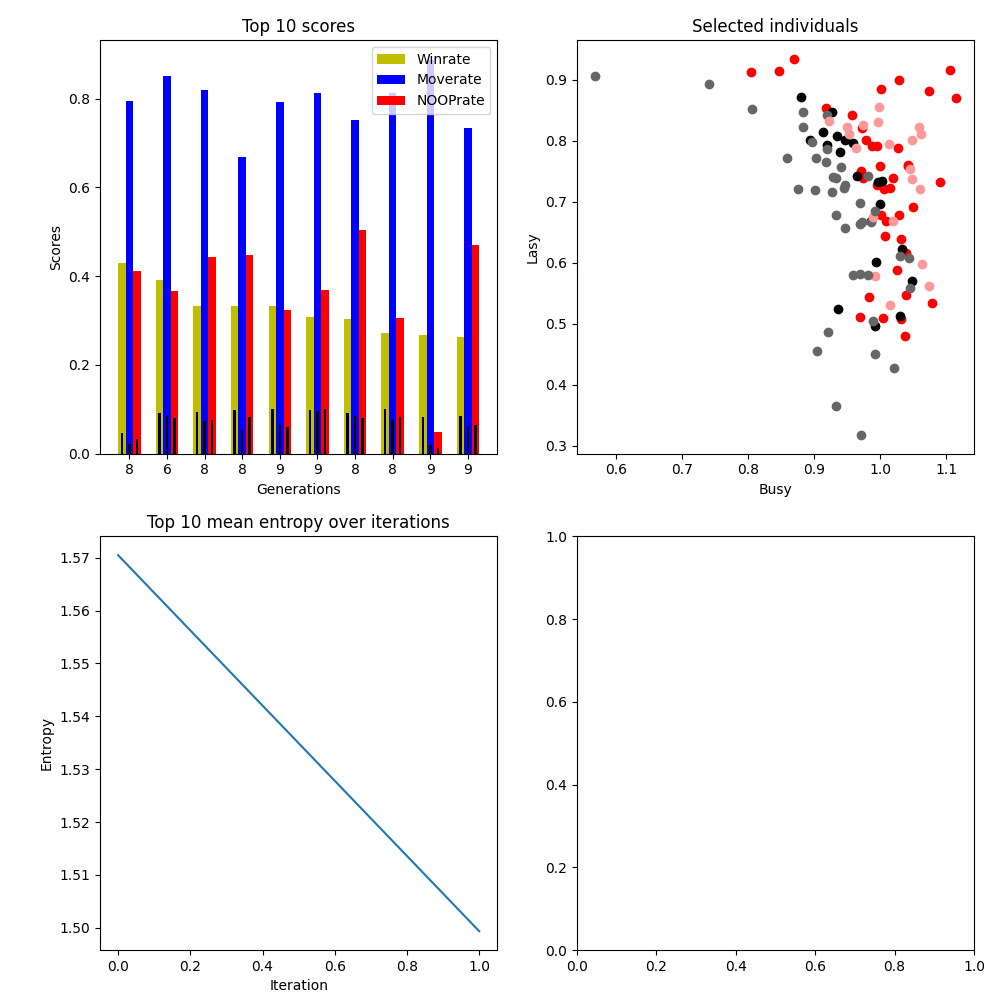 Top 10 scores
Winrate
Moverate
NOOPrate
Scores
0.8
0.6
0.4
0.2
0.0
8 6 8 8 9 9 8 8 9 9
Generations
Selected individuals
Lasy
0.9
0.8
0.7
0.6
0.5
0.4
0.3
0.6 0.7 0.8 0.9 1.0 1.1
Busy
Top 10 mean entropy over iterations
Entropy
1.57
1.56
1.55
1.54
1.53
1.52
1.51
1.50
0.0 0.2 0.4 0.6 0.8 1.0
Iteration
1.0
0.8
0.6
0.4
0.2
0.0
0.0 0.2 0.4 0.6 0.8 1.0